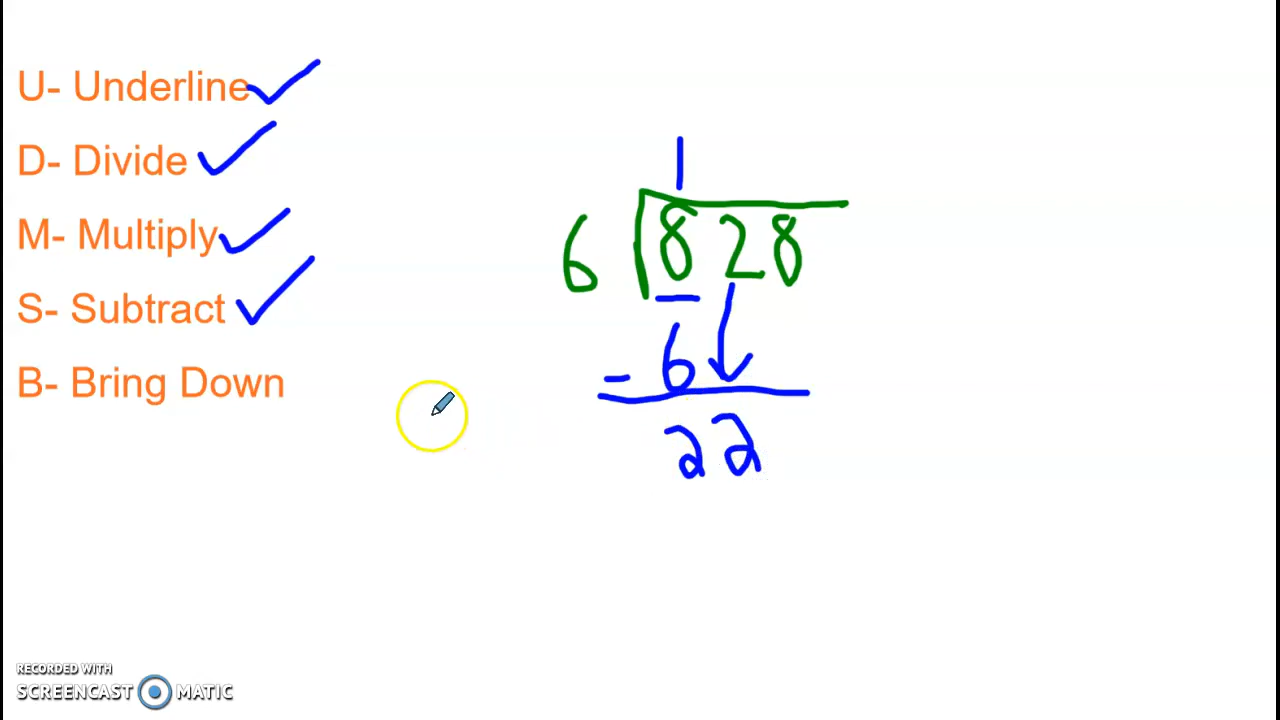 U- Underline
D- Divide
M- Multiply
S- Subtract
B- Bring Down
1
6 828
- 6
22
RECORDED WITH
SCREENCAST MATIC